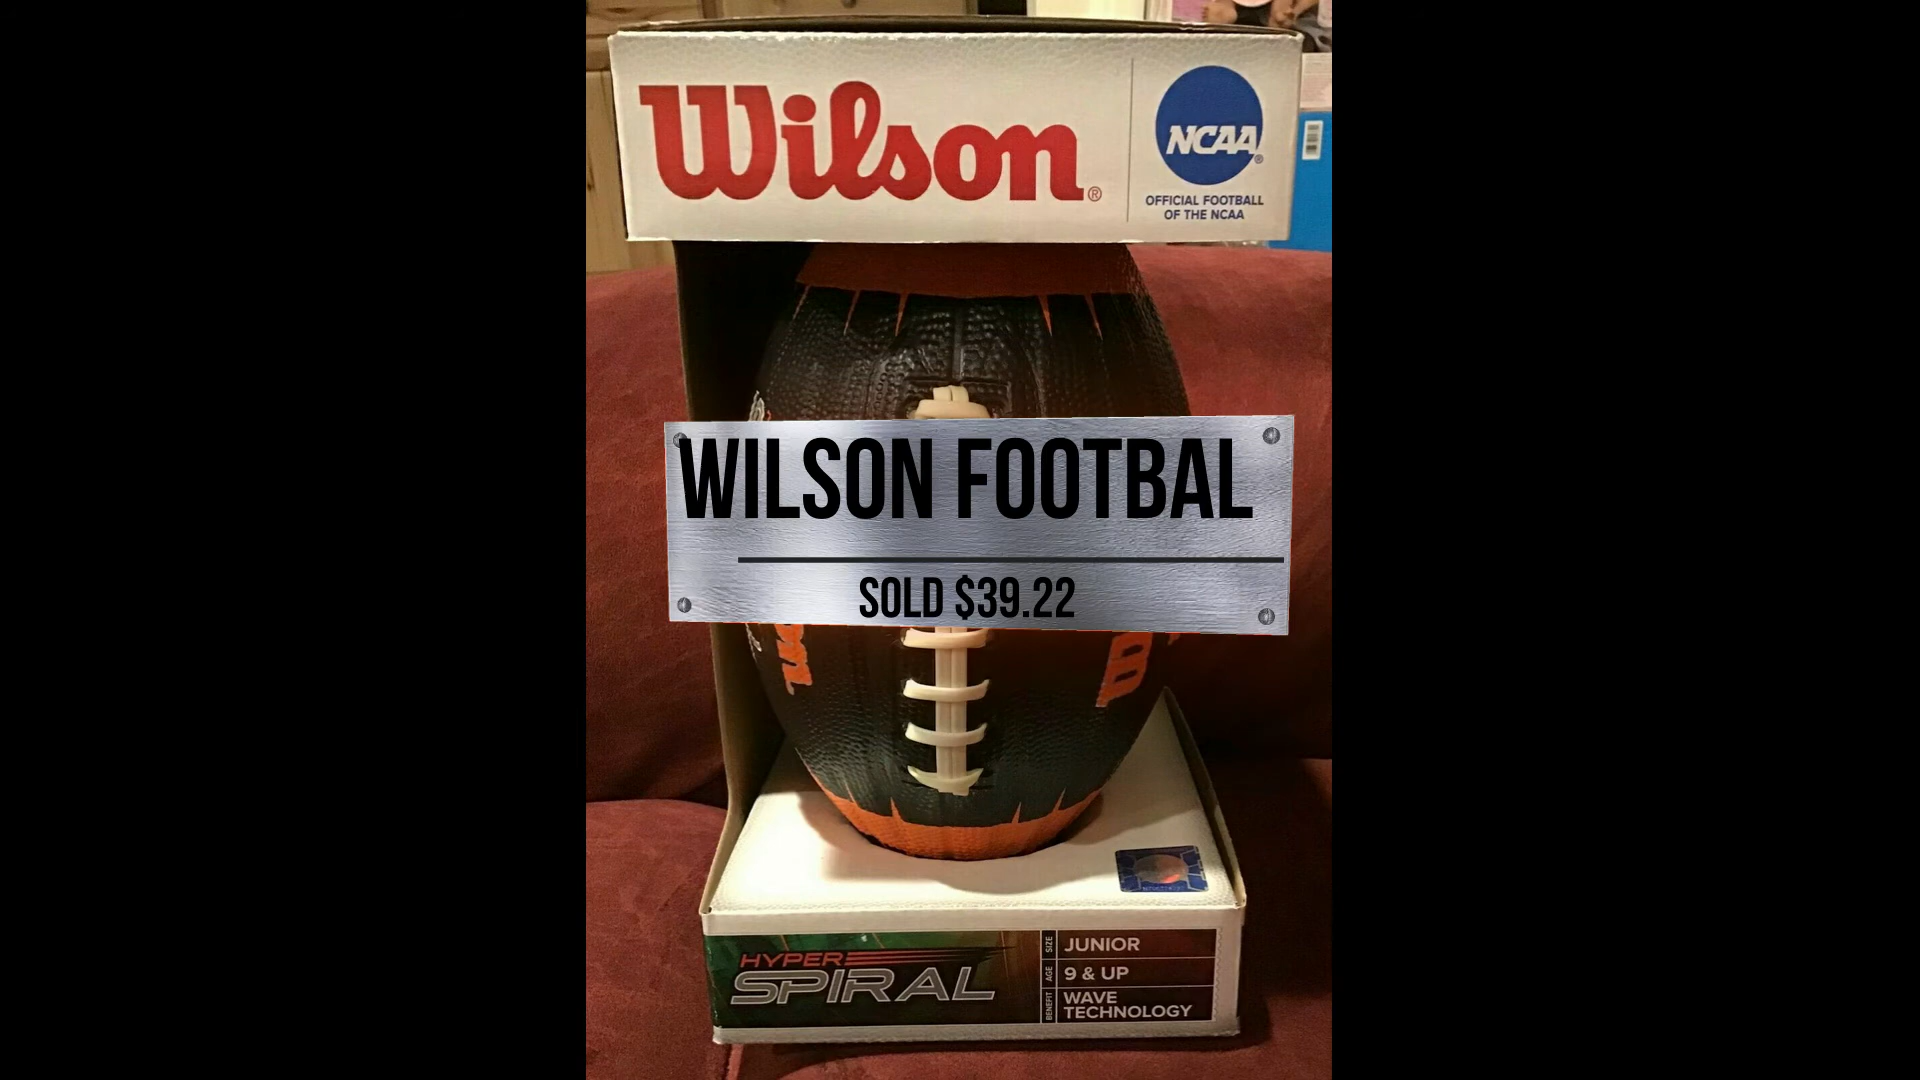 Wilson®
NCAA®
OFFICIAL FOOTBALL
OF THE NCAA
WILSON FOOTBAL
SOLD $39.22
HYPER
SPIRAL
SIZE JUNIOR
AGE 9 & UP
BENEFIT WAVE
TECHNOLOGY